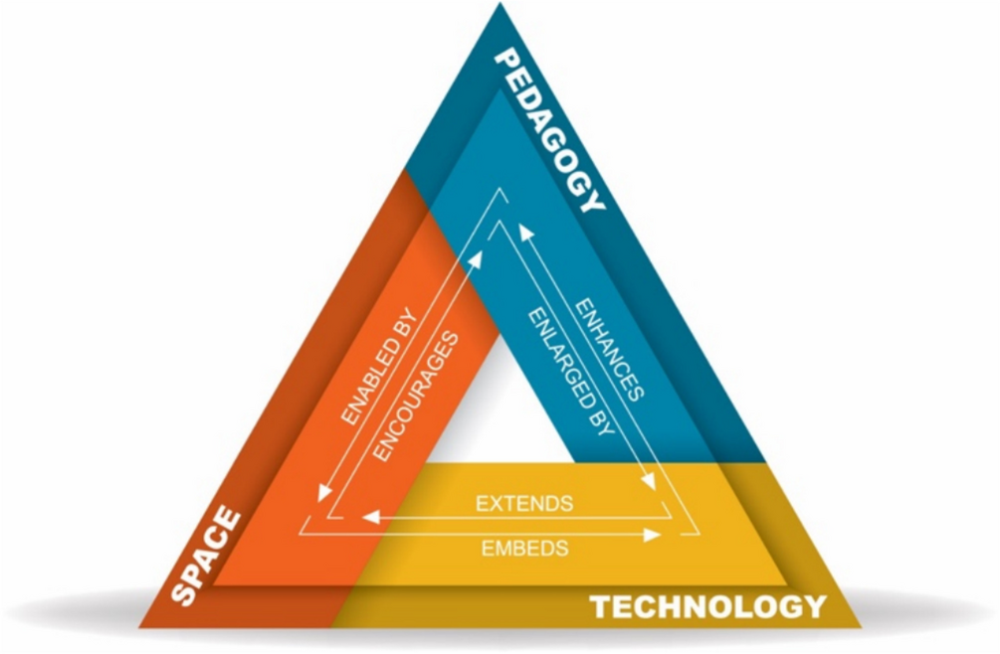 PEDAGOGY
ENABLED BY
ENCOURAGES
ENHANCES
ENLARGED BY
EXTENDS
EMBEDS
SPACE
TECHNOLOGY